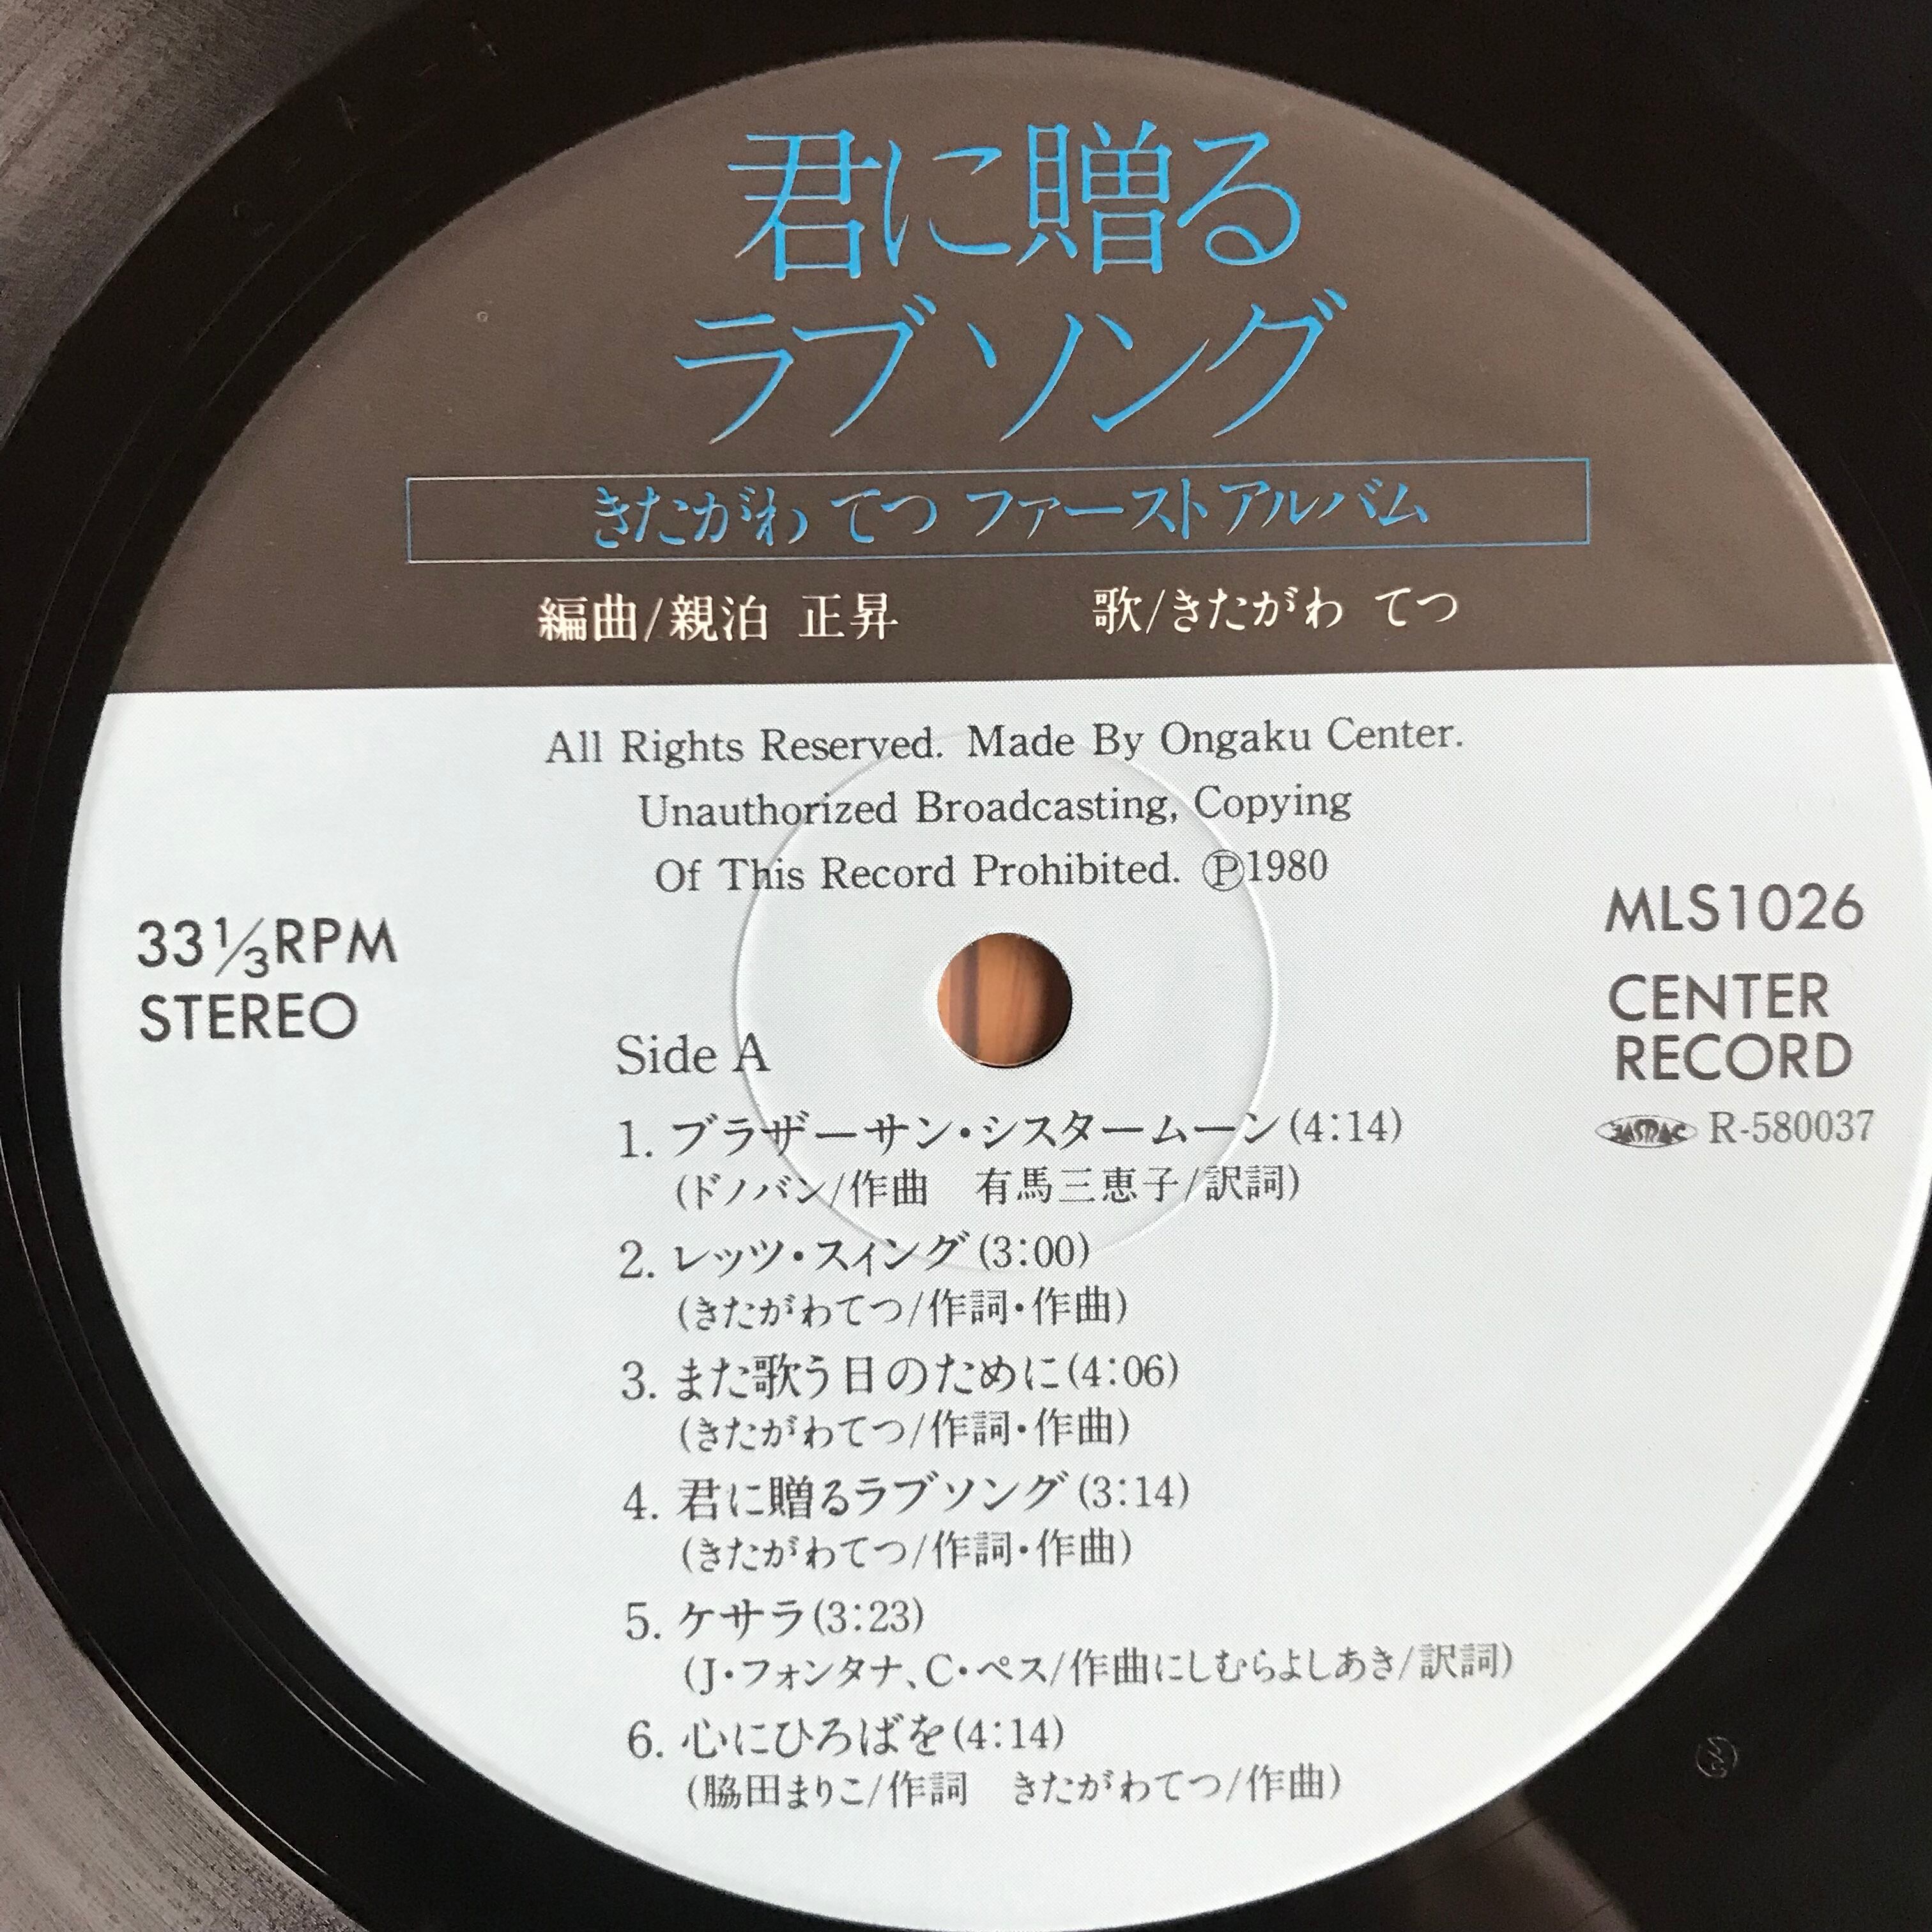 君に贈る
ラブソング
きたがわ てつ ファーストアルバム
編曲/親泊 正昇 歌/きたがわ てつ
All Rights Reserved. Made By Ongaku Center.
Unauthorized Broadcasting, Copying
Of This Record Prohibited. Ⓟ1980
33⅓RPM
STEREO
MLS1026
CENTER
RECORD
JASRAC R-580037
Side A
1. ブラザーサン・シスタームーン(4:14)
(ドノバン/作曲 有馬三恵子/訳詞)
2. レッツ・スィング(3:00)
(きたがわてつ/作詞・作曲)
3. また歌う日のために(4:06)
(きたがわてつ/作詞・作曲)
4. 君に贈るラブソング(3:14)
(きたがわてつ/作詞・作曲)
5. ケサラ(3:23)
(J・フォンタナ、C・ペス/作曲にしむらよしあき/訳詞)
6. 心にひろばを(4:14)
(脇田まりこ/作詞 きたがわてつ/作曲)